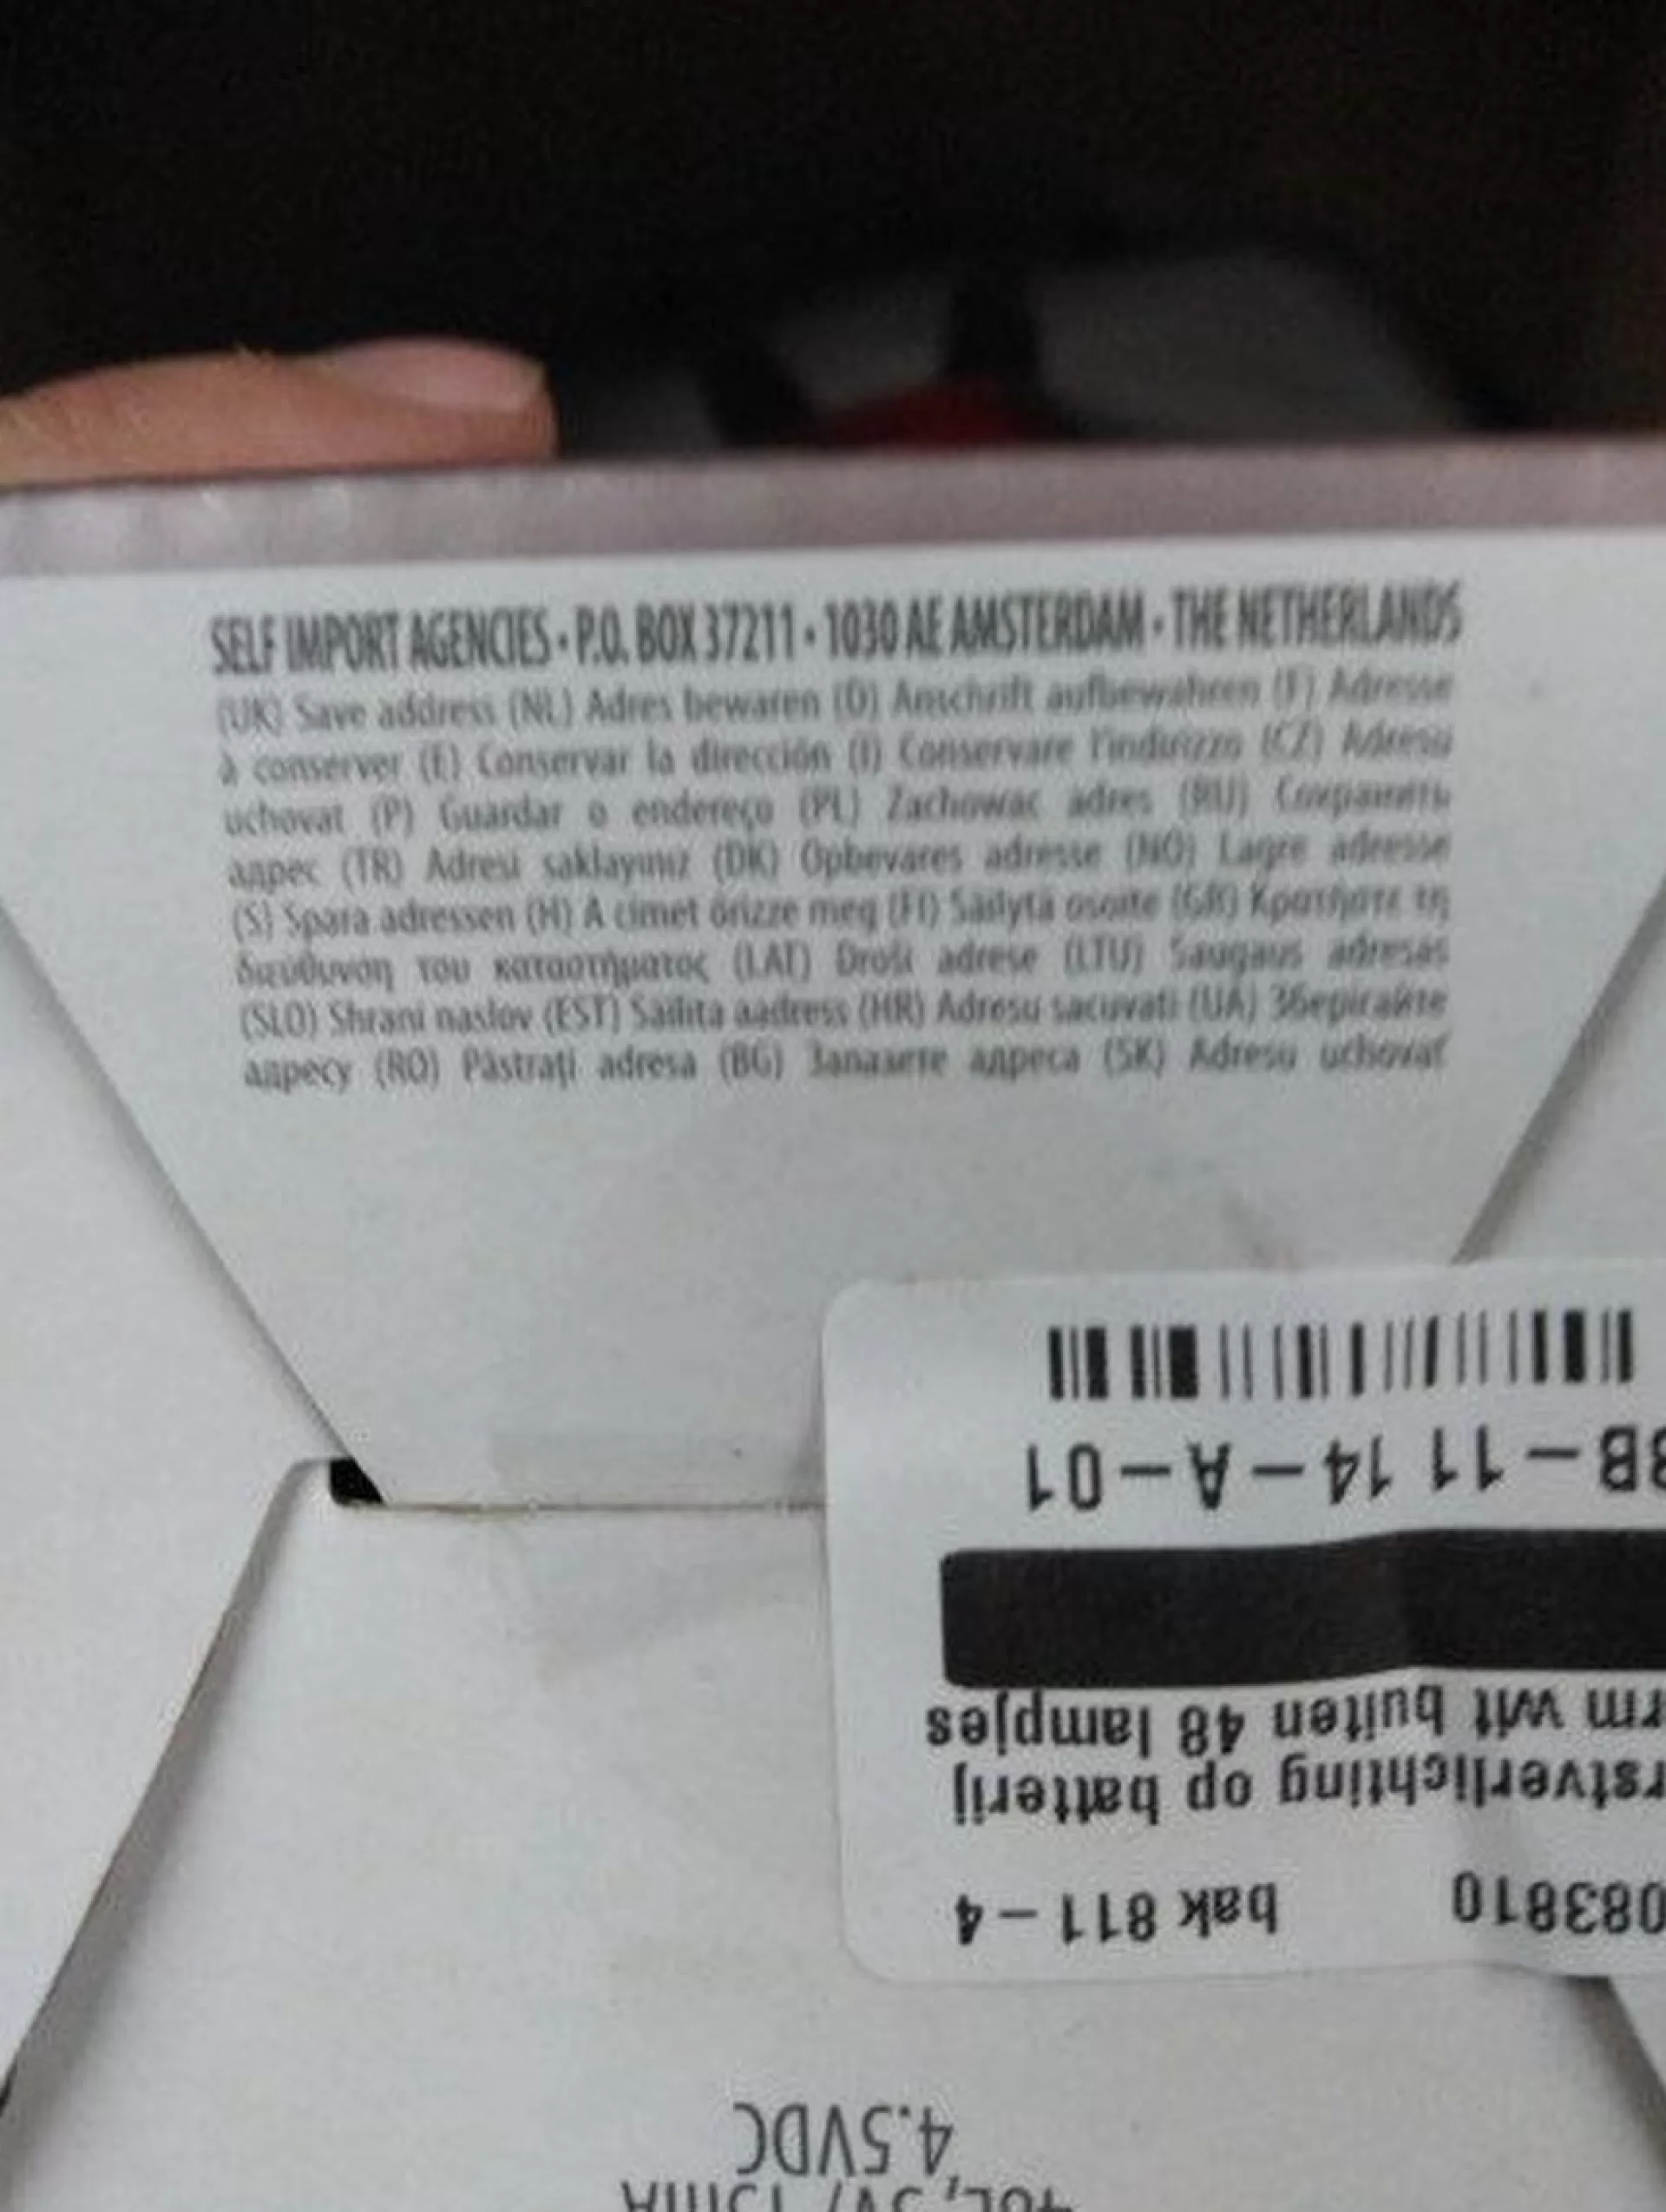 SELF IMPORT AGENCIES • P.O. BOX 37211 • 1030 AE AMSTERDAM • THE NETHERLANDS
(UK) Save address (NL) Adres bewaren (D) Anschrift aufbewahren (F) Adresse
à conserver (E) Conservar la dirección (I) Conservare l'indirizzo (CZ) Adresu
uchovat (P) Guardar o endereço (PL) Zachowac adres (RU) Сохранить
адрес (TR) Adresi saklayınız (DK) Opbevares adresse (NO) Lagre adresse
(S) Spara adressen (H) A címet őrizze meg (FI) Säilytä osoite (GR) Κρατήστε τη
διεύθυνση του καταστήματος (LAT) Droši adrese (LTU) Saugaus adresas
(SLO) Shrani naslov (EST) Säilita aadress (HR) Adresu sacuvati (UA) Зберігайте
адресу (RO) Păstrați adresa (BG) Запазете адреса (SK) Adresu uchovať
4.5VDC
083810 bak 811-4
rstverlichting op batterij
rm wit buiten 48 lampjes
BB-11 14-A-01